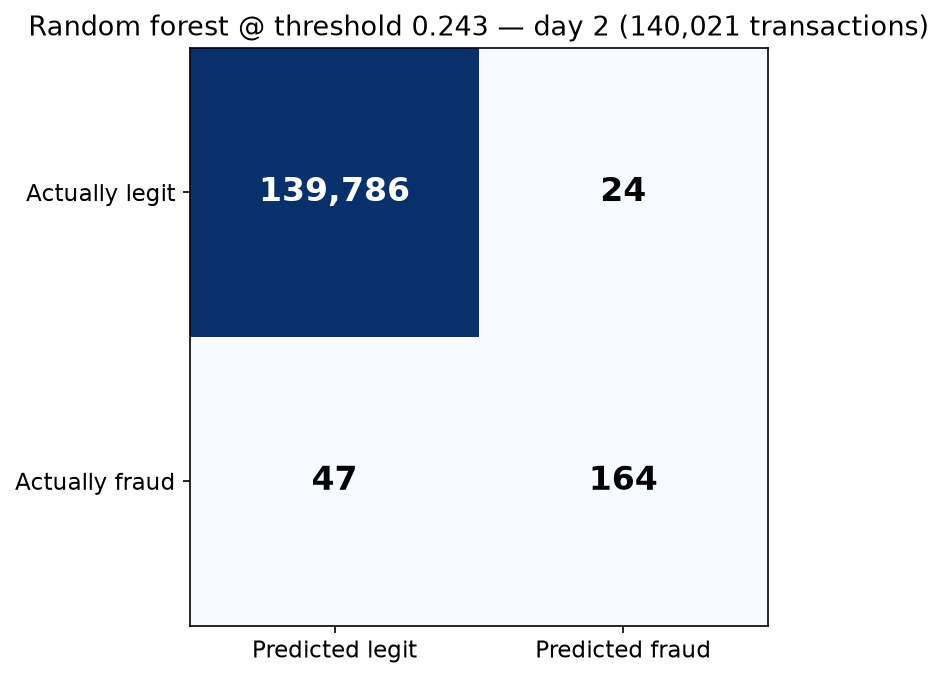 Random forest @ threshold 0.243 — day 2 (140,021 transactions)
Actually legit
139,786
24
Actually fraud
47
164
Predicted legit
Predicted fraud